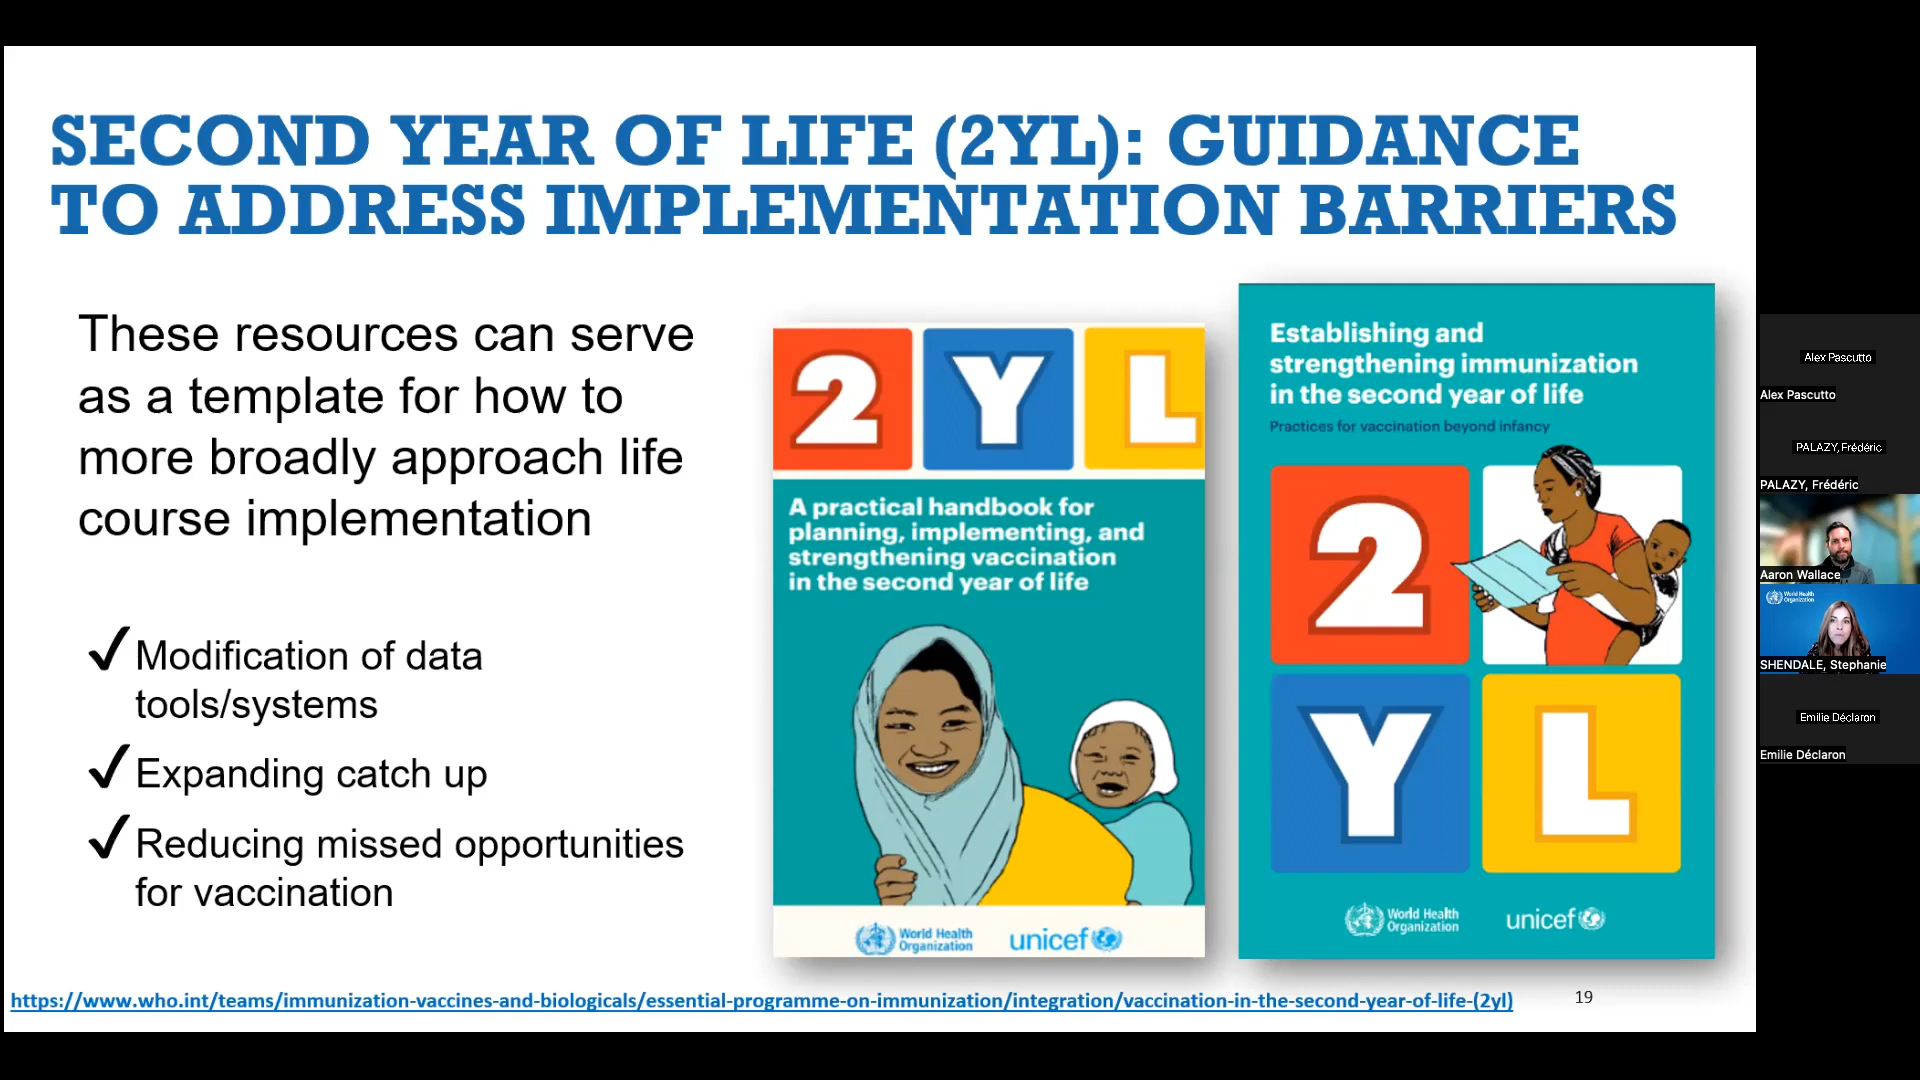 SECOND YEAR OF LIFE (2YL): GUIDANCE
TO ADDRESS IMPLEMENTATION BARRIERS
These resources can serve
as a template for how to
more broadly approach life
course implementation
✓Modification of data
tools/systems
✓Expanding catch up
✓Reducing missed opportunities
for vaccination
2YL
A practical handbook for
planning, implementing, and
strengthening vaccination
in the second year of life
World Health
Organization
unicef
Establishing and
strengthening immunization
in the second year of life
Practices for vaccination beyond infancy
2
YL
World Health
Organization
unicef
https://www.who.int/teams/immunization-vaccines-and-biologicals/essential-programme-on-immunization/integration/vaccination-in-the-second-year-of-life-(2yl)
19
Alex Pascutto
Alex Pascutto
PALAZY, Frédéric
PALAZY, Frédéric
Aaron Wallace
World Health
Organization
SHENDALE, Stephanie
Emilie Déclaron
Emilie Déclaron